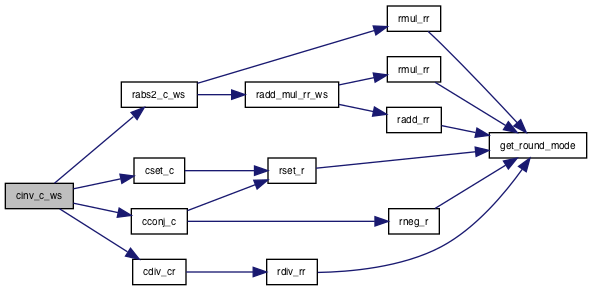 rmul_rr
rmul_rr
rabs2_c_ws
radd_mul_rr_ws
radd_rr
get_round_mode
cset_c
rset_r
cinv_c_ws
cconj_c
rneg_r
cdiv_cr
rdiv_rr